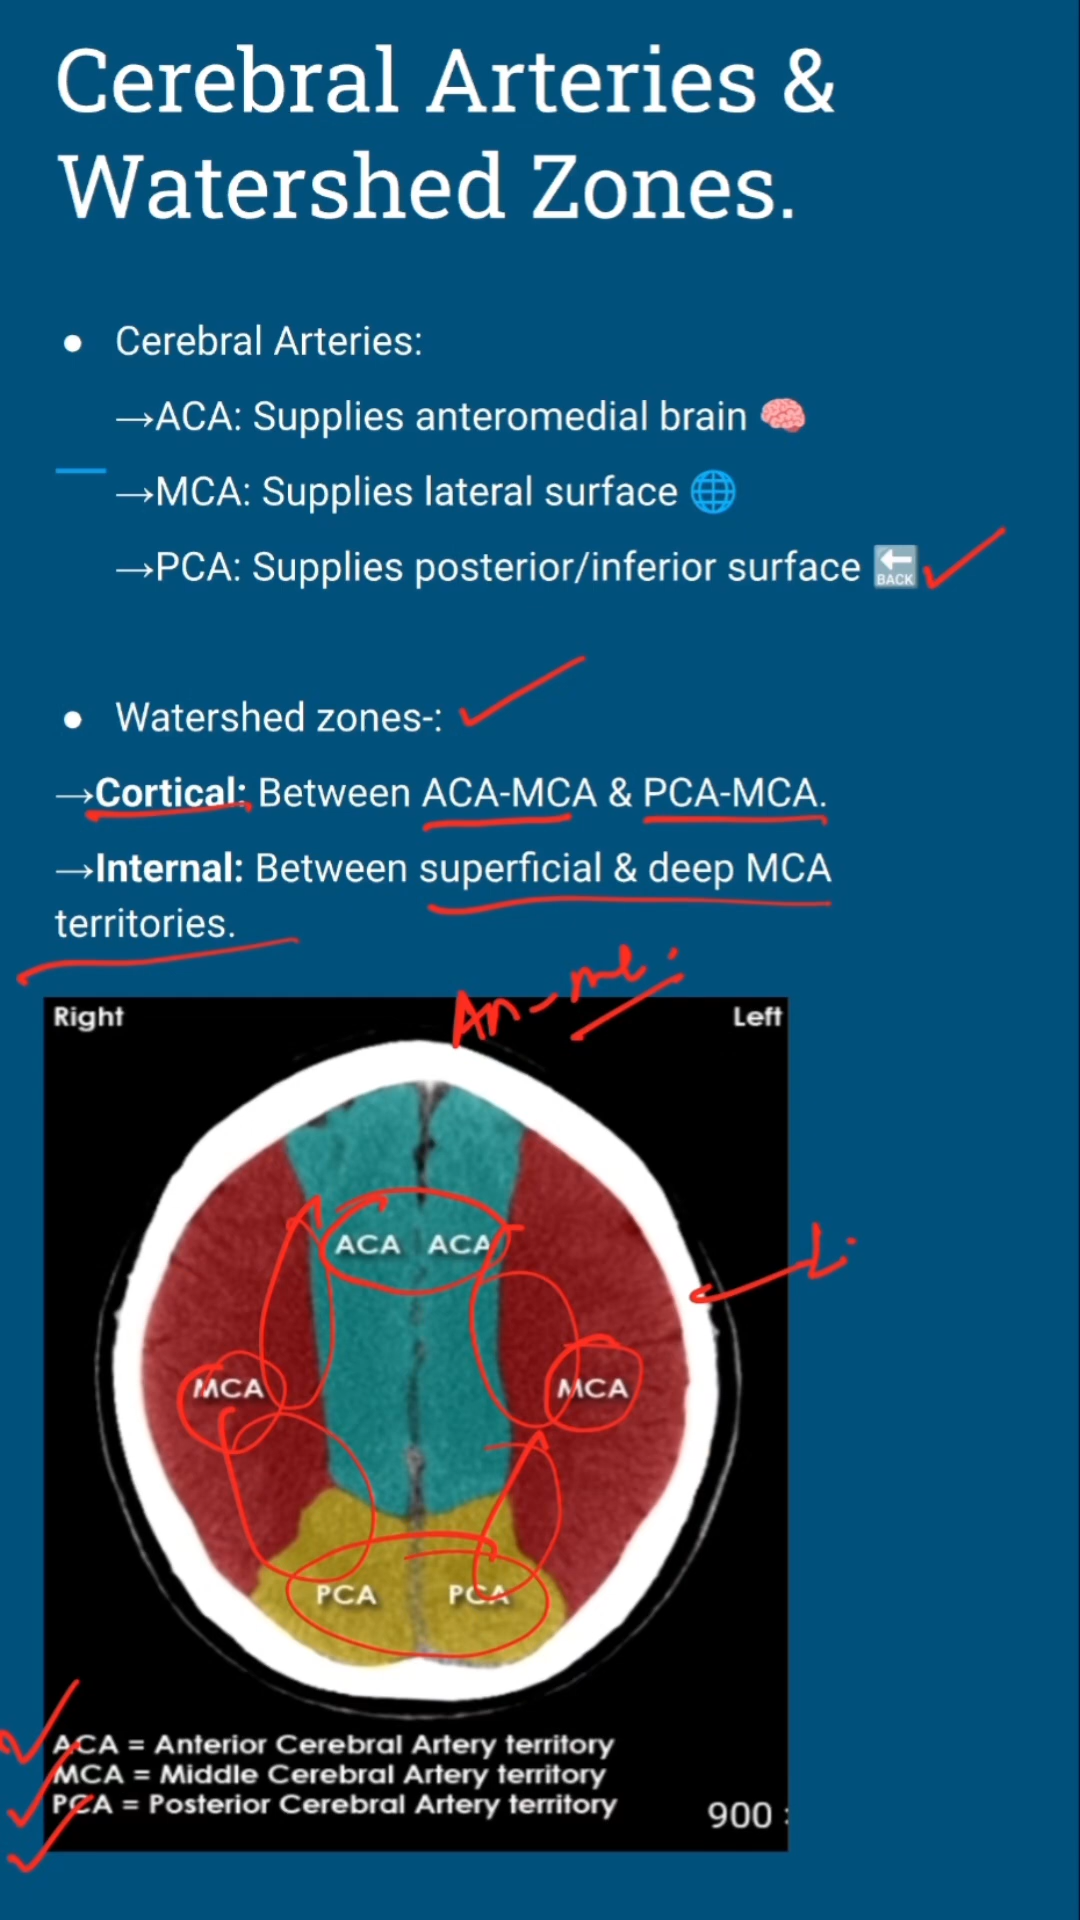 Cerebral Arteries &
Watershed Zones.
● Cerebral Arteries:
→ACA: Supplies anteromedial brain 🧠
→MCA: Supplies lateral surface 🌐
→PCA: Supplies posterior/inferior surface 🔙
● Watershed zones-:
→Cortical: Between ACA-MCA & PCA-MCA.
→Internal: Between superficial & deep MCA
territories.
An-me.
Right Left
ACA ACA
L.
MCA MCA
PCA PCA
ACA = Anterior Cerebral Artery territory
MCA = Middle Cerebral Artery territory
PCA = Posterior Cerebral Artery territory
900